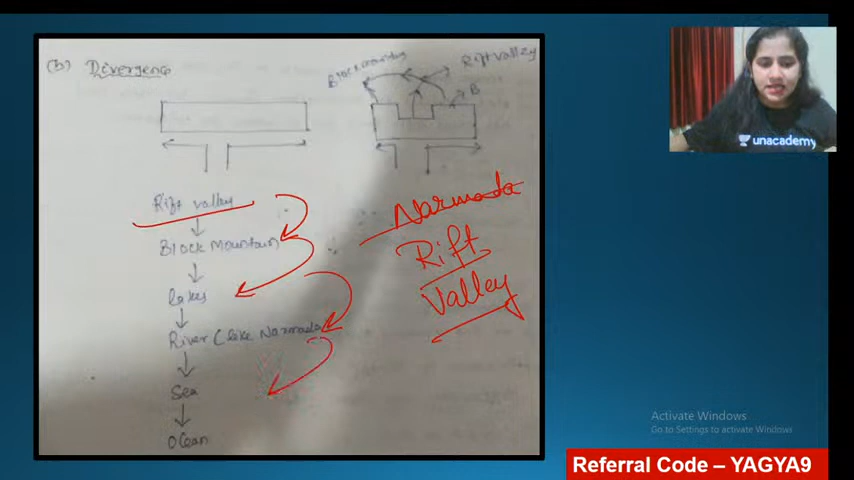 (b) Divergence
Block mountain
Rift valley
B
Rift valley
Block Mountain
lakes
River (like Narmada
Sea
Ocean
Narmada
Rift
Valley
unacademy
Activate Windows
Go to Settings to activate Windows
Referral Code – YAGYA9